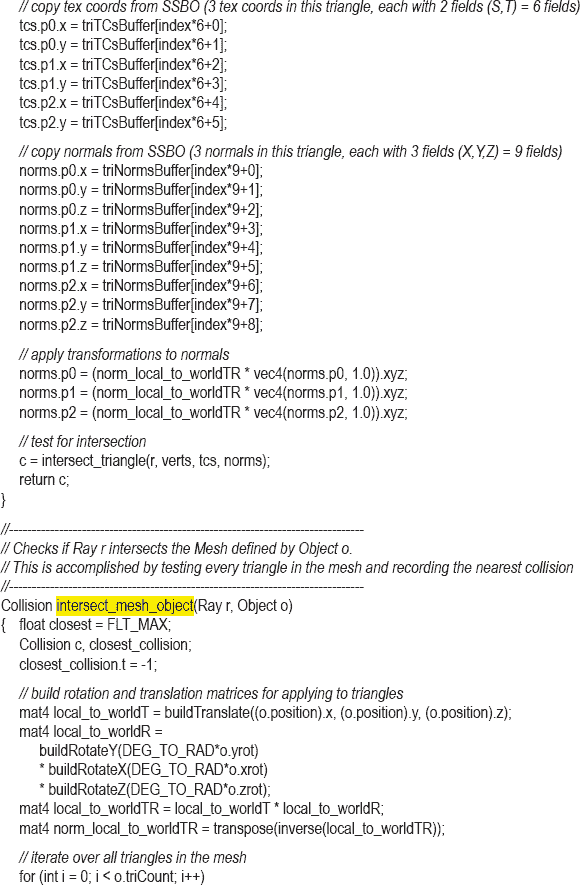 // copy tex coords from SSBO (3 tex coords in this triangle, each with 2 fields (S,T) = 6 fields)
tcs.p0.x = triTCsBuffer[index*6+0];
tcs.p0.y = triTCsBuffer[index*6+1];
tcs.p1.x = triTCsBuffer[index*6+2];
tcs.p1.y = triTCsBuffer[index*6+3];
tcs.p2.x = triTCsBuffer[index*6+4];
tcs.p2.y = triTCsBuffer[index*6+5];
// copy normals from SSBO (3 normals in this triangle, each with 3 fields (X,Y,Z) = 9 fields)
norms.p0.x = triNormsBuffer[index*9+0];
norms.p0.y = triNormsBuffer[index*9+1];
norms.p0.z = triNormsBuffer[index*9+2];
norms.p1.x = triNormsBuffer[index*9+3];
norms.p1.y = triNormsBuffer[index*9+4];
norms.p1.z = triNormsBuffer[index*9+5];
norms.p2.x = triNormsBuffer[index*9+6];
norms.p2.y = triNormsBuffer[index*9+7];
norms.p2.z = triNormsBuffer[index*9+8];
// apply transformations to normals
norms.p0 = (norm_local_to_worldTR * vec4(norms.p0, 1.0)).xyz;
norms.p1 = (norm_local_to_worldTR * vec4(norms.p1, 1.0)).xyz;
norms.p2 = (norm_local_to_worldTR * vec4(norms.p2, 1.0)).xyz;
// test for intersection
c = intersect_triangle(r, verts, tcs, norms);
return c;
}
//------------------------------------------------------------------------------
// Checks if Ray r intersects the Mesh defined by Object o.
// This is accomplished by testing every triangle in the mesh and recording the nearest collision
//------------------------------------------------------------------------------
Collision intersect_mesh_object(Ray r, Object o)
{ float closest = FLT_MAX;
Collision c, closest_collision;
closest_collision.t = -1;
// build rotation and translation matrices for applying to triangles
mat4 local_to_worldT = buildTranslate((o.position).x, (o.position).y, (o.position).z);
mat4 local_to_worldR =
buildRotateY(DEG_TO_RAD*o.yrot)
* buildRotateX(DEG_TO_RAD*o.xrot)
* buildRotateZ(DEG_TO_RAD*o.zrot);
mat4 local_to_worldTR = local_to_worldT * local_to_worldR;
mat4 norm_local_to_worldTR = transpose(inverse(local_to_worldTR));
// iterate over all triangles in the mesh
for (int i = 0; i < o.triCount; i++)